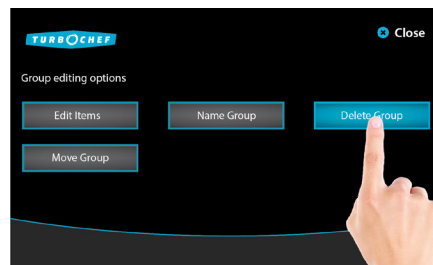 TURBOCHEF
Close
Group editing options
Edit Items
Name Group
Delete Group
Move Group